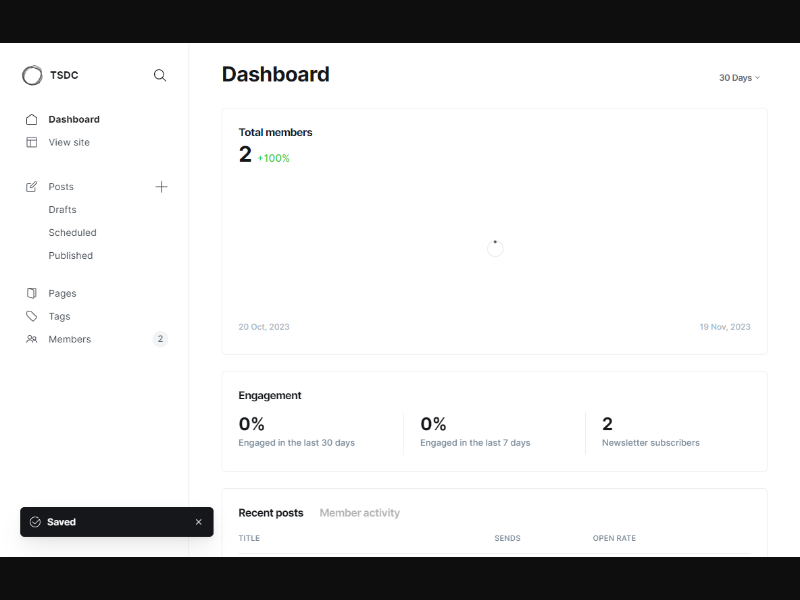 TSDC
Dashboard
View site
Posts
Drafts
Scheduled
Published
Pages
Tags
Members 2
Saved
Dashboard
30 Days
Total members
2 +100%
20 Oct, 2023 19 Nov, 2023
Engagement
0% 0% 2
Engaged in the last 30 days Engaged in the last 7 days Newsletter subscribers
Recent posts Member activity
TITLE SENDS OPEN RATE